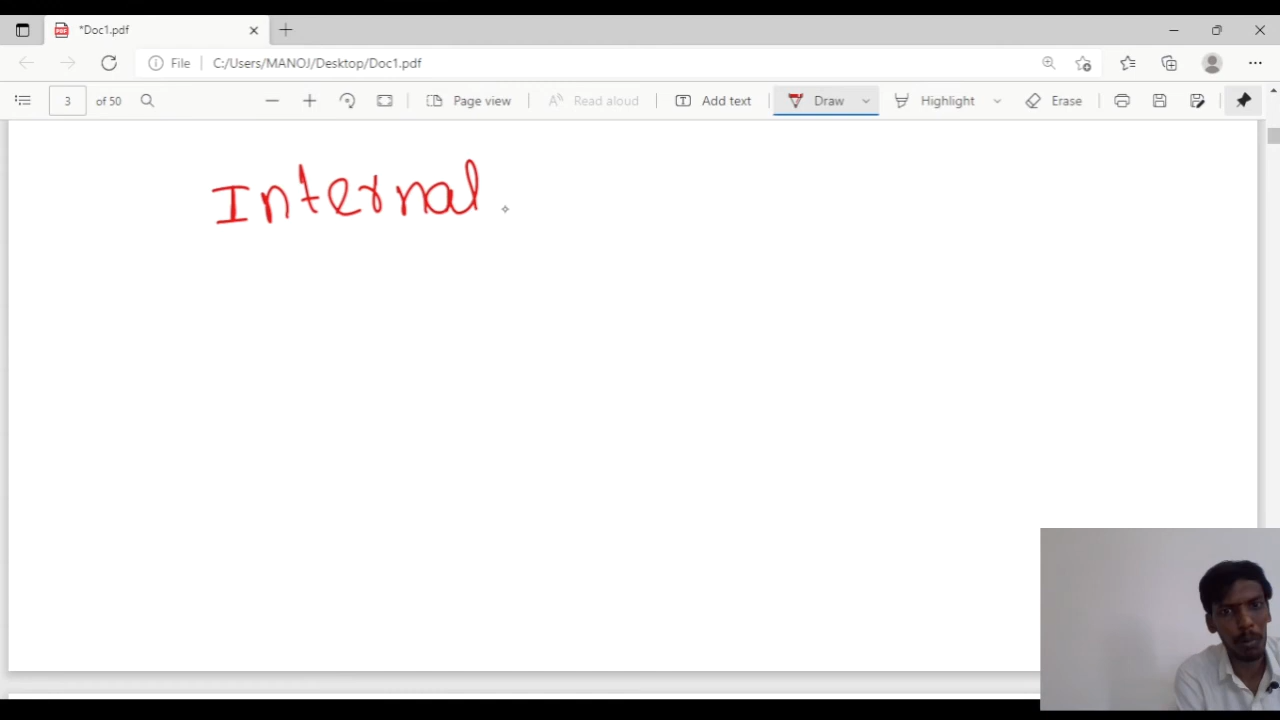 *Doc1.pdf
File C:/Users/MANOJ/Desktop/Doc1.pdf
3 of 50 Page view Read aloud Add text Draw Highlight Erase
Internal